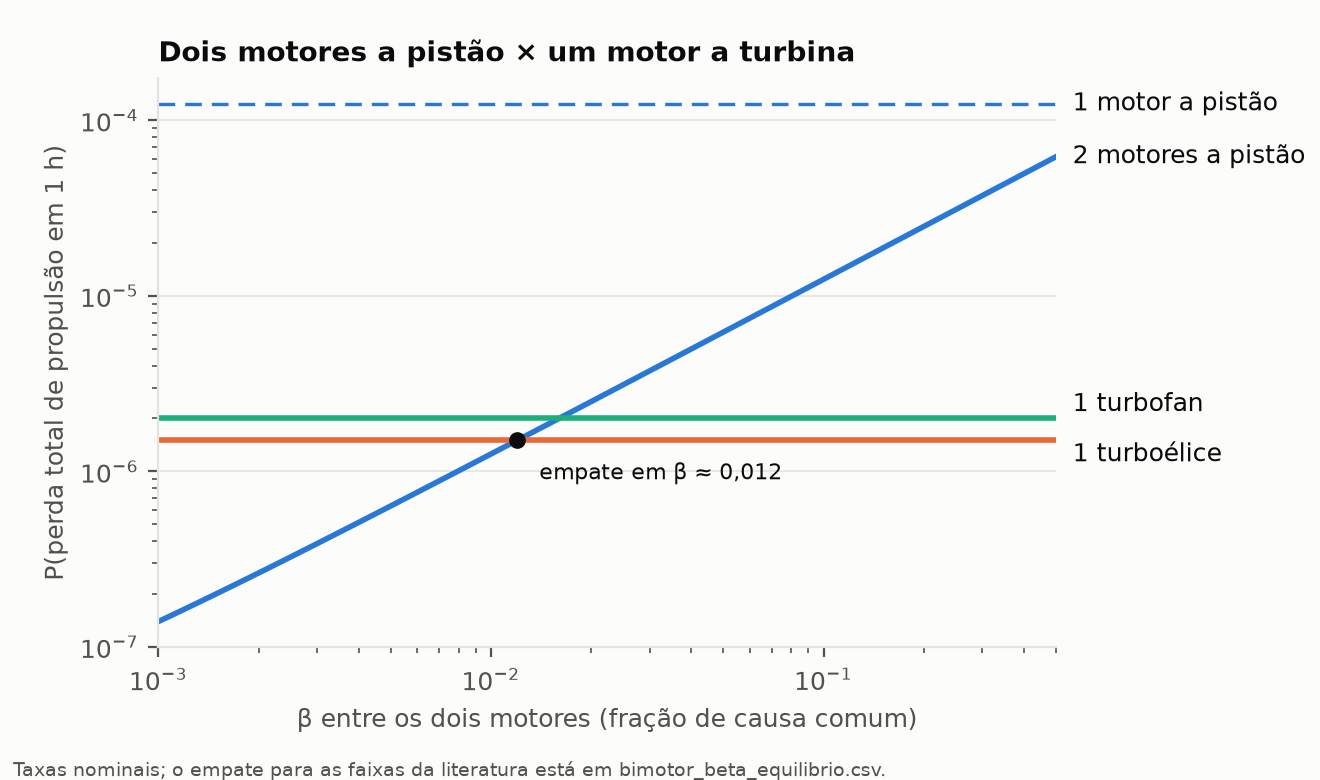 Dois motores a pistão × um motor a turbina
P(perda total de propulsão em 1 h)
10⁻⁴
10⁻⁵
10⁻⁶
10⁻⁷
1 motor a pistão
2 motores a pistão
1 turbofan
1 turboélice
empate em β ≈ 0,012
10⁻³
10⁻²
10⁻¹
β entre os dois motores (fração de causa comum)
Taxas nominais; o empate para as faixas da literatura está em bimotor_beta_equilibrio.csv.